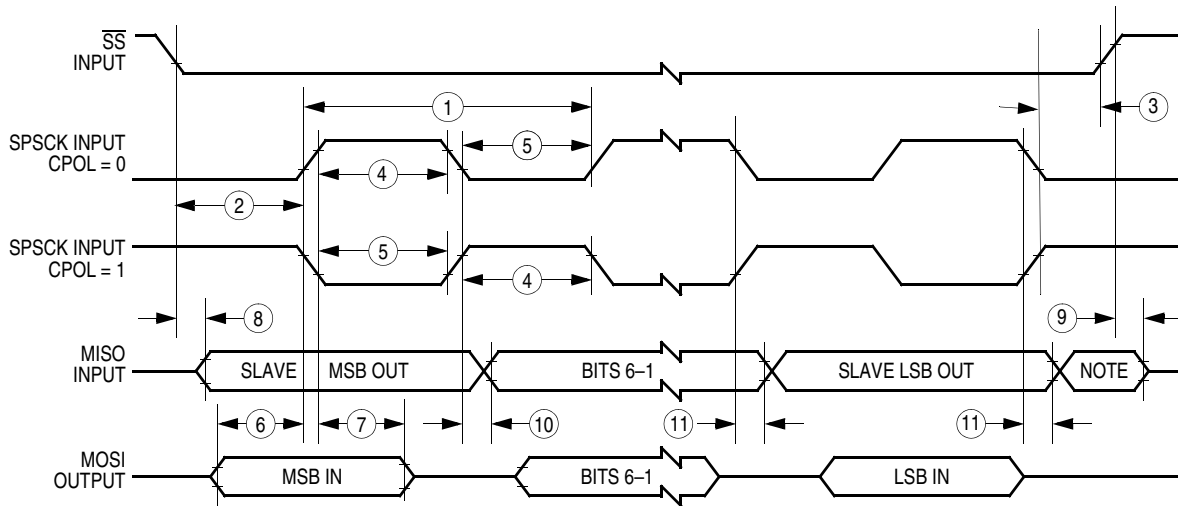 SS
INPUT
1
3
SPSCK INPUT
CPOL = 0
5
4
2
SPSCK INPUT
CPOL = 1
5
4
8
9
MISO
INPUT
SLAVE MSB OUT
BITS 6–1
SLAVE LSB OUT
NOTE
6
7
10
11
11
MOSI
OUTPUT
MSB IN
BITS 6–1
LSB IN